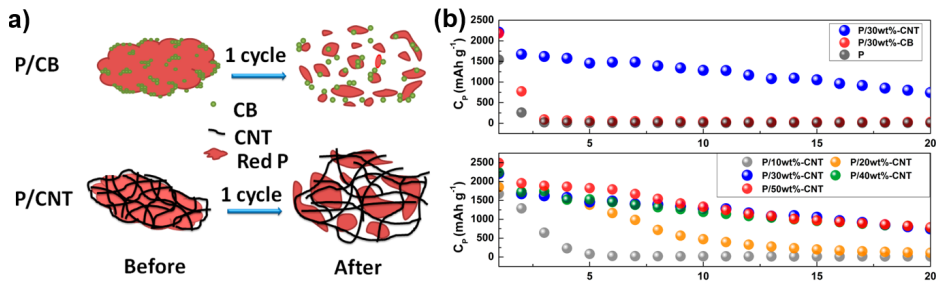 a)
P/CB
1 cycle
CB
CNT
Red P
P/CNT
1 cycle
Before
After
(b)
Cₚ (mAh g⁻¹)
2500
2000
1500
1000
500
0
P/30wt%-CNT
P/30wt%-CB
P
5
10
15
20
Cₚ (mAh g⁻¹)
2500
2000
1500
1000
500
0
P/10wt%-CNT
P/20wt%-CNT
P/30wt%-CNT
P/40wt%-CNT
P/50wt%-CNT
5
10
15
20